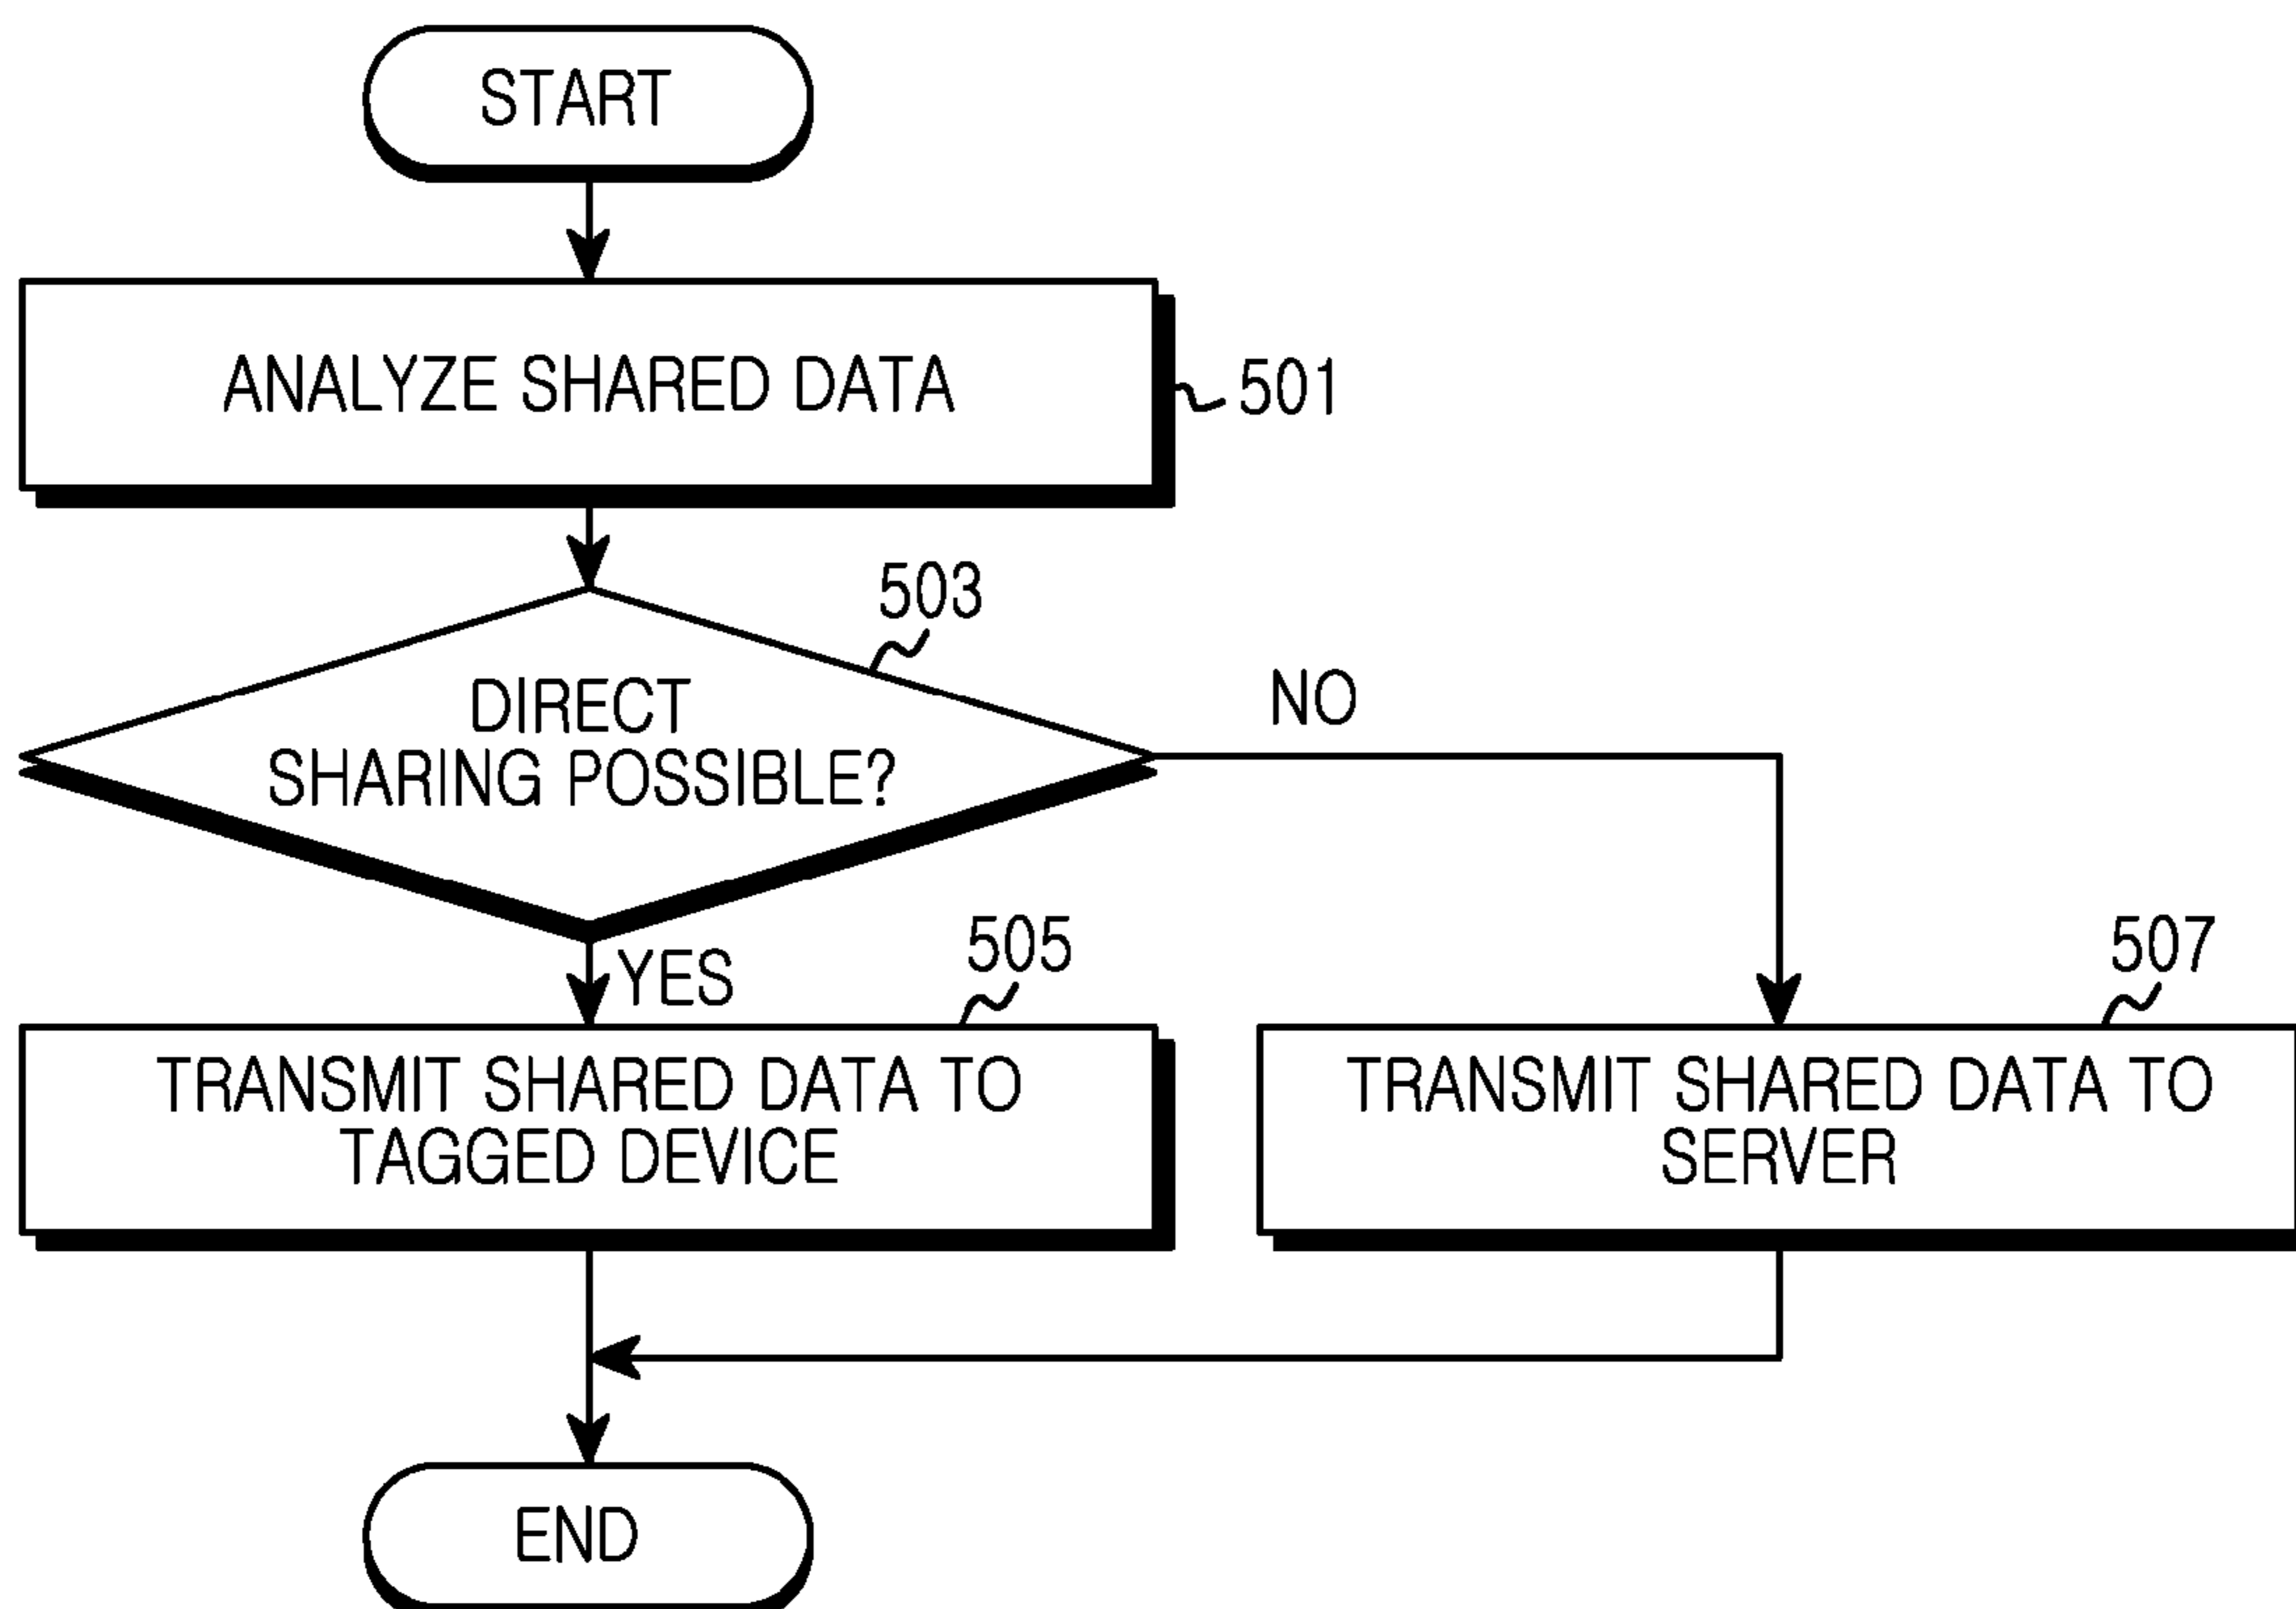 START
ANALYZE SHARED DATA
501
503
DIRECT
SHARING POSSIBLE?
NO
YES
505
507
TRANSMIT SHARED DATA TO
TAGGED DEVICE
TRANSMIT SHARED DATA TO
SERVER
END